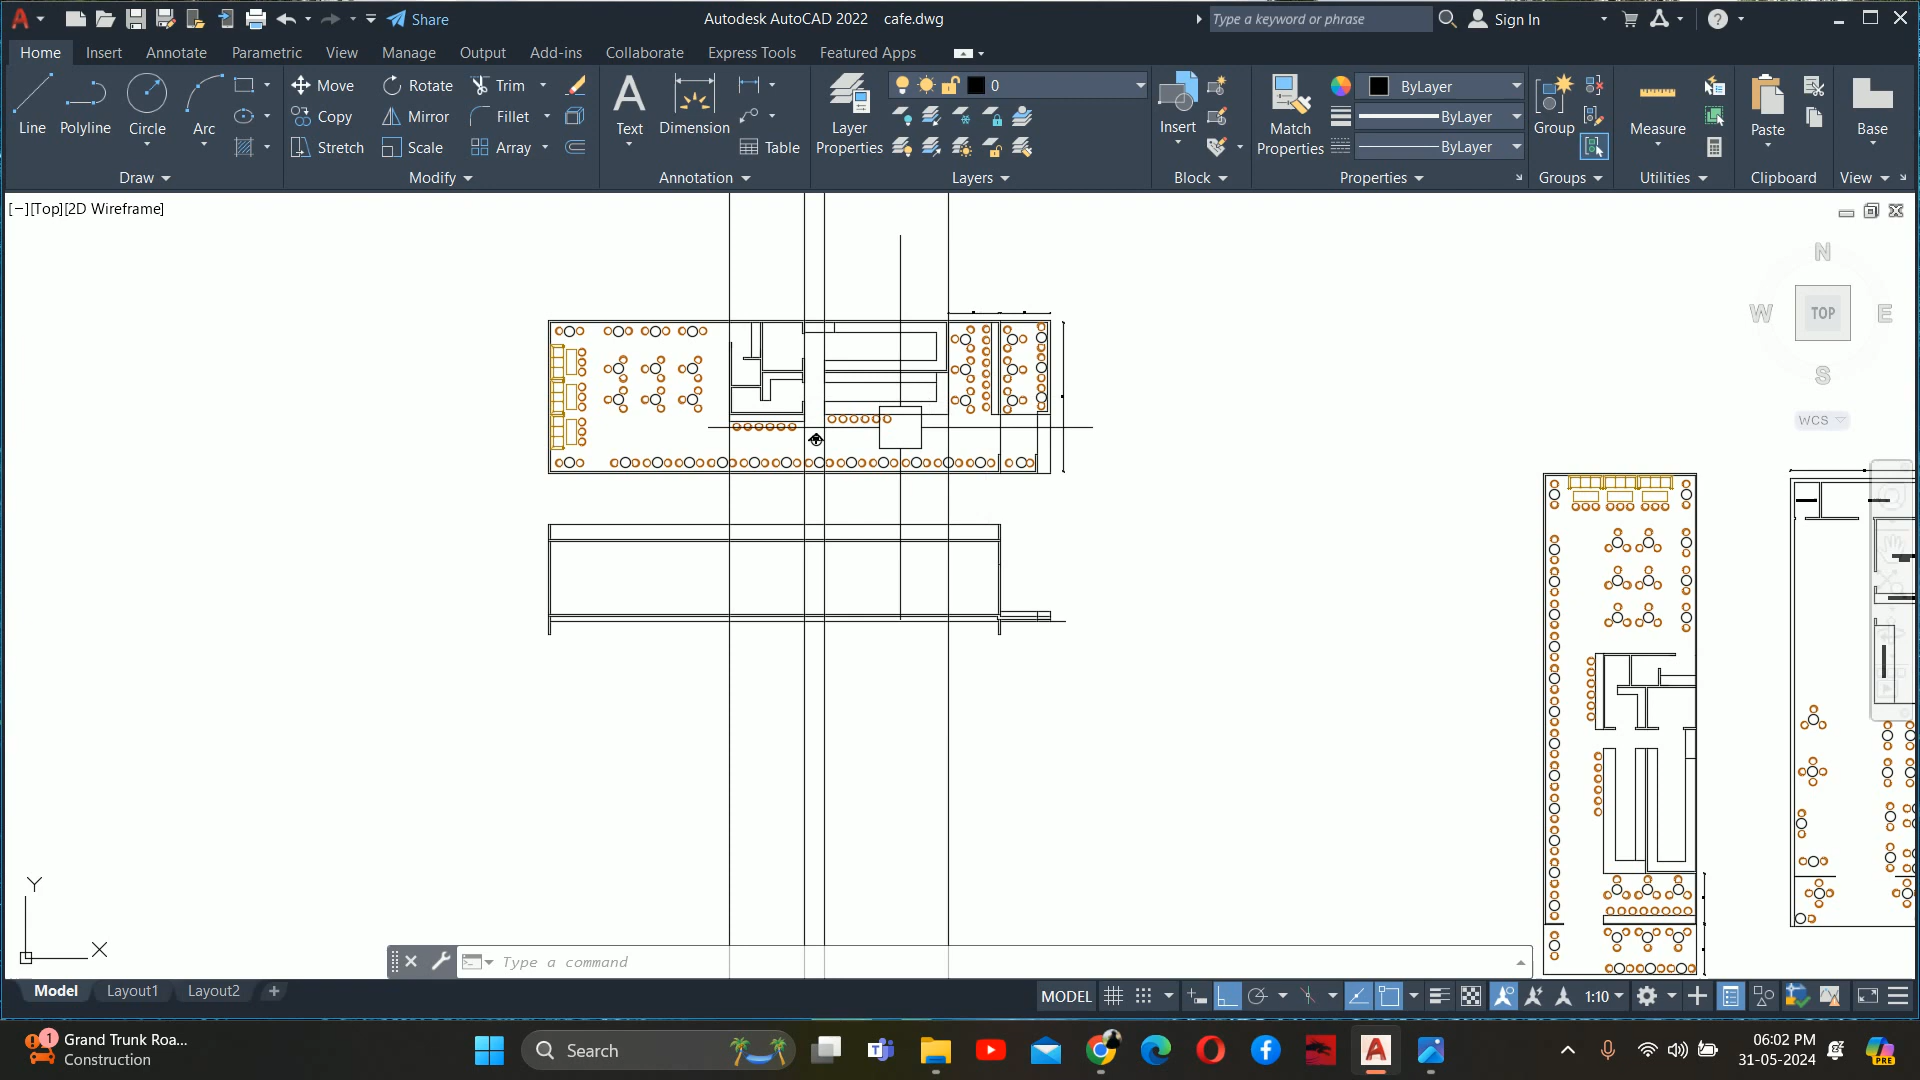 Share
Autodesk AutoCAD 2022 cafe.dwg
Type a keyword or phrase
Sign In
Home Insert Annotate Parametric View Manage Output Add-ins Collaborate Express Tools Featured Apps
Line Polyline Circle Arc
Draw
Move Rotate Trim
Copy Mirror Fillet
Stretch Scale Array
Modify
Text Dimension Table
Annotation
Layer Properties
0
Layers
Insert
Block
Match Properties
ByLayer
ByLayer
ByLayer
Properties
Group
Groups
Measure
Utilities
Paste
Clipboard
Base
View
[−][Top][2D Wireframe]
N
W TOP E
S
WCS
Y
X
Type a command
Model Layout1 Layout2
MODEL 1:10
1
Grand Trunk Roa...
Construction
Search
06:02 PM
31-05-2024
PRE